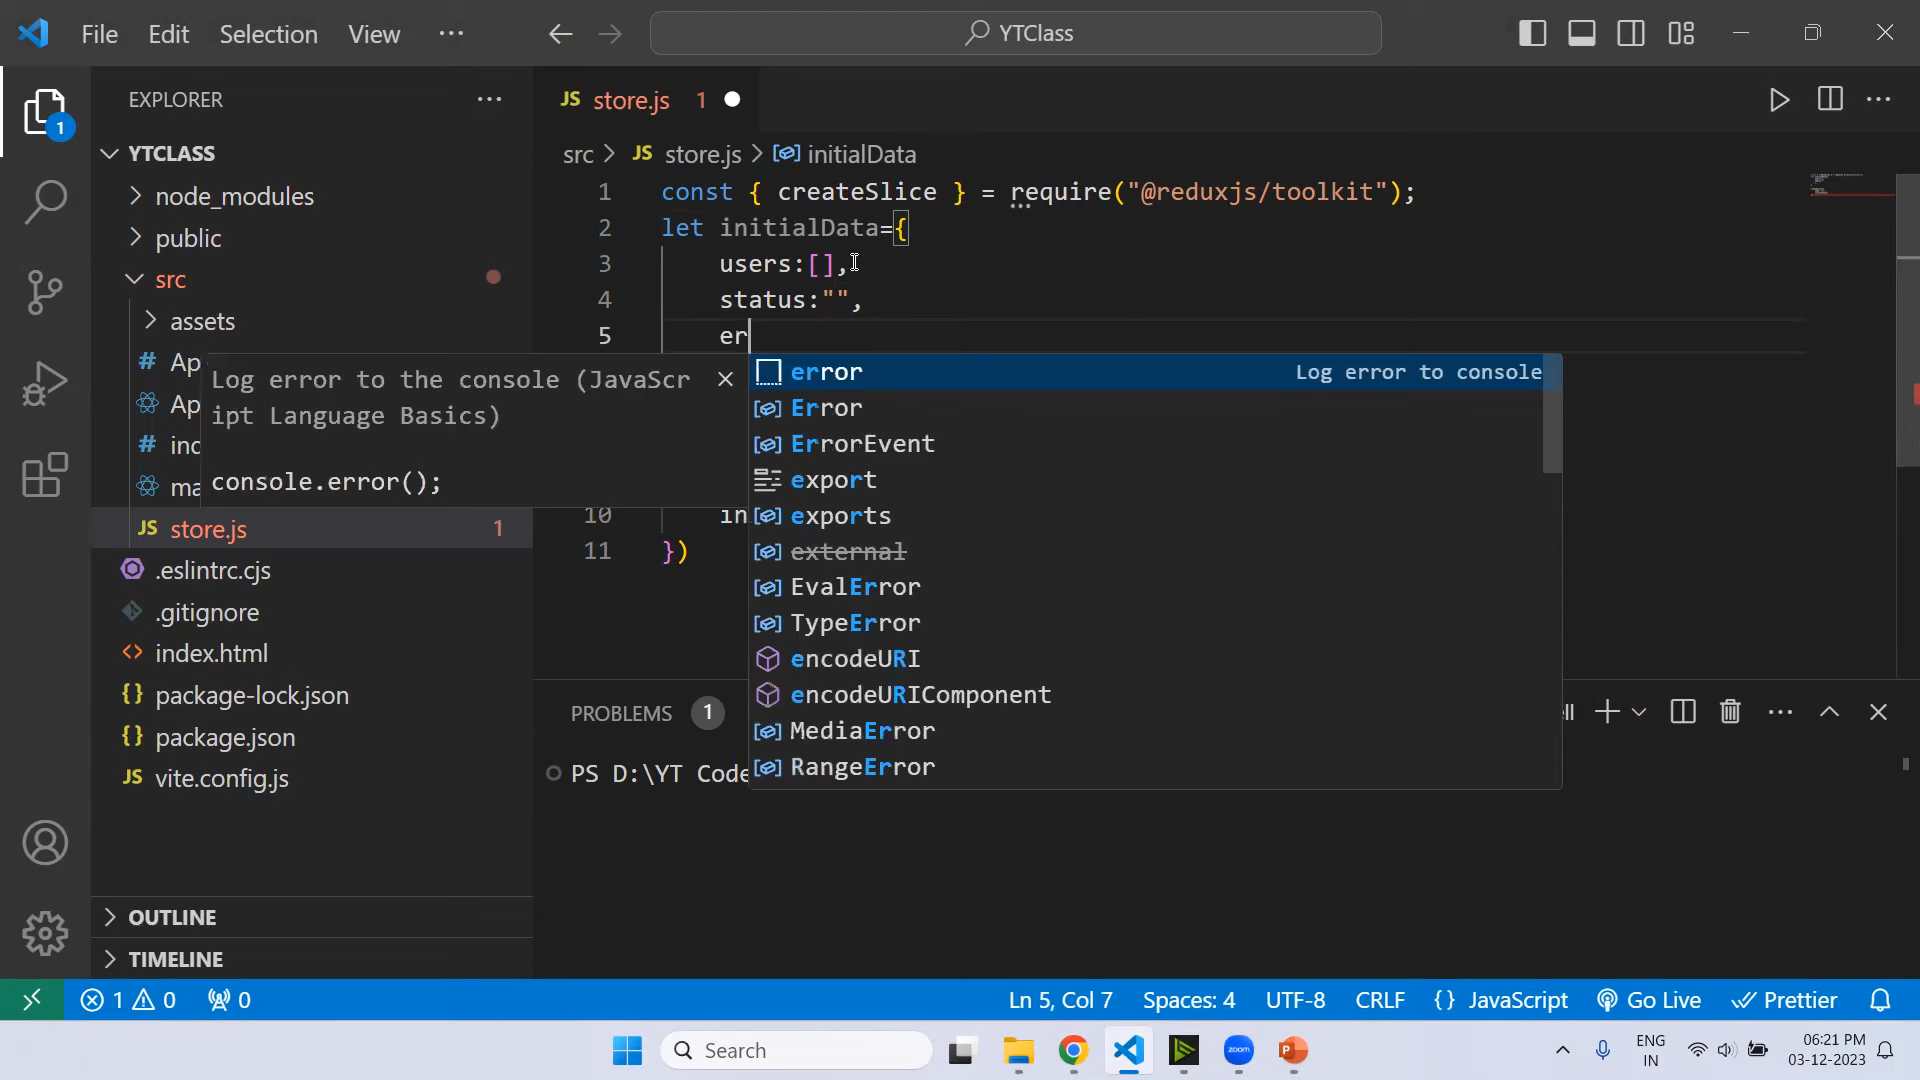 File Edit Selection View ···
YTClass
EXPLORER ···
YTCLASS
node_modules
public
src
assets
Ap
Ap
inc
ma
JS store.js 1
.eslintrc.cjs
.gitignore
index.html
package-lock.json
package.json
JS vite.config.js
OUTLINE
TIMELINE
1
JS store.js 1
src > JS store.js > initialData
1 const { createSlice } = require("@reduxjs/toolkit");
2 let initialData={
3 users:[],
4 status:"",
5 er
Log error to the console (JavaScr
ipt Language Basics)
console.error();
error Log error to console
Error
ErrorEvent
export
exports
external
EvalError
TypeError
encodeURI
encodeURIComponent
MediaError
RangeError
10 in
11 })
PROBLEMS 1
PS D:\YT Code
1 0 0
Ln 5, Col 7 Spaces: 4 UTF-8 CRLF {} JavaScript Go Live Prettier
Search
zoom
ENG
IN
06:21 PM
03-12-2023